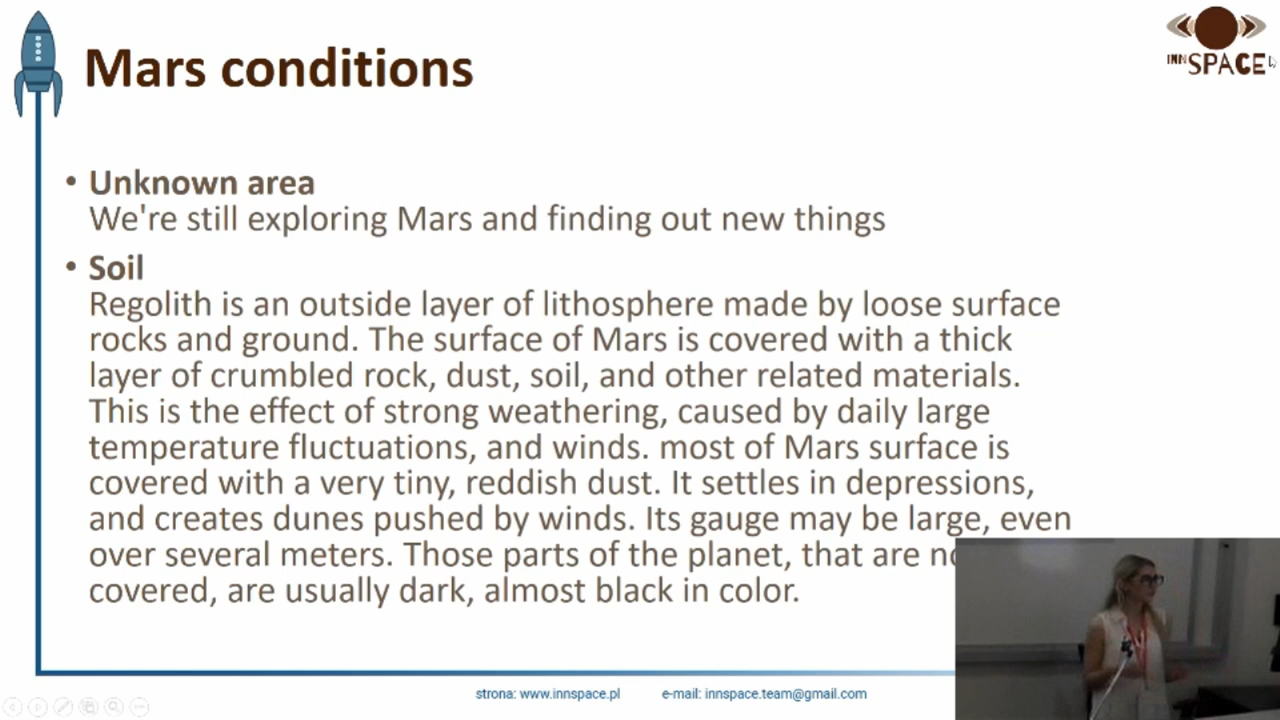 Mars conditions
INNSPACE
• Unknown area
We're still exploring Mars and finding out new things
• Soil
Regolith is an outside layer of lithosphere made by loose surface
rocks and ground. The surface of Mars is covered with a thick
layer of crumbled rock, dust, soil, and other related materials.
This is the effect of strong weathering, caused by daily large
temperature fluctuations, and winds. most of Mars surface is
covered with a very tiny, reddish dust. It settles in depressions,
and creates dunes pushed by winds. Its gauge may be large, even
over several meters. Those parts of the planet, that are
covered, are usually dark, almost black in color.
strona: www.innspace.pl e-mail: innspace.team@gmail.com